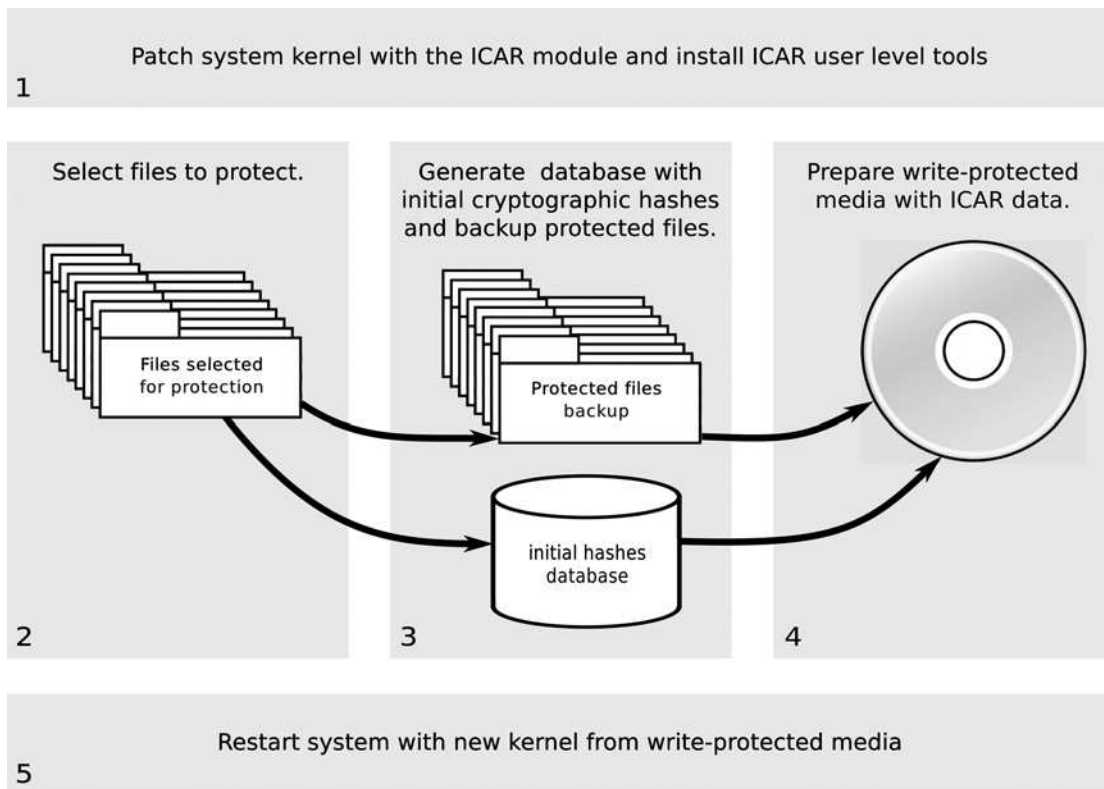 Patch system kernel with the ICAR module and install ICAR user level tools
1
Select files to protect.
Files selected
for protection
2
Generate database with
initial cryptographic hashes
and backup protected files.
Protected files
backup
initial hashes
database
3
Prepare write-protected
media with ICAR data.
4
Restart system with new kernel from write-protected media
5